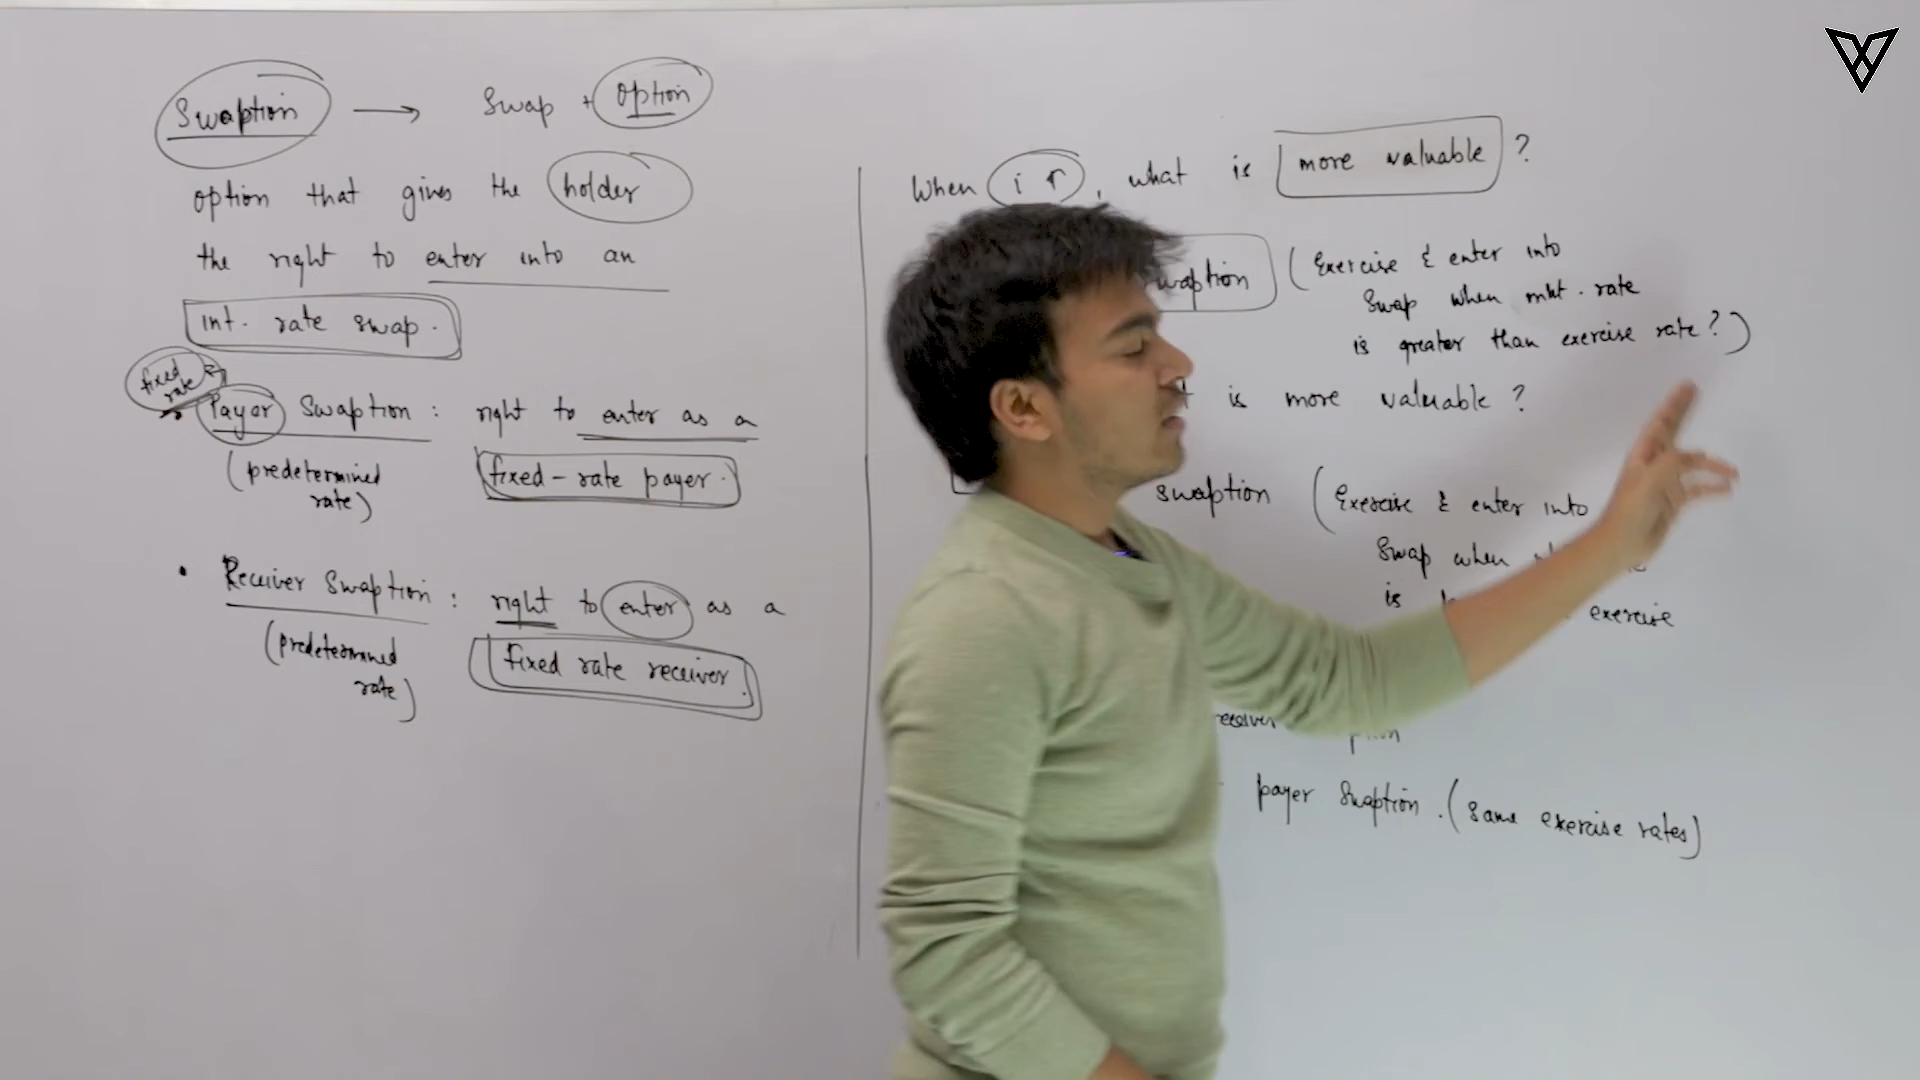 Swaption → Swap + Option
option that gives the holder
the right to enter into an
int. rate swap.
fixed rate
Payer Swaption : right to enter as a
(predetermined rate)
fixed-rate payer.
• Receiver Swaption : right to enter as a
(predetermined rate)
fixed rate receiver.
When i ↑, what is more valuable ?
swaption (Exercise & enter into
Swap when mkt. rate
is greater than exercise rate?)
is more valuable ?
swaption (Exercise & enter into
Swap when
is
exercise
receiver
payer Swaption. (same exercise rates)